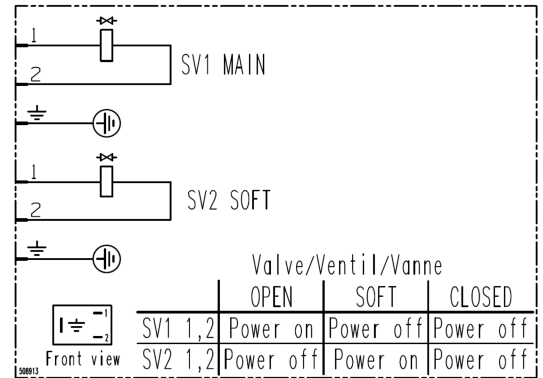 1
2
SV1 MAIN
1
2
SV2 SOFT
Valve/Ventil/Vanne
OPEN SOFT CLOSED
SV1 1,2 Power on Power off Power off
SV2 1,2 Power off Power on Power off
1
2
Front view
508913